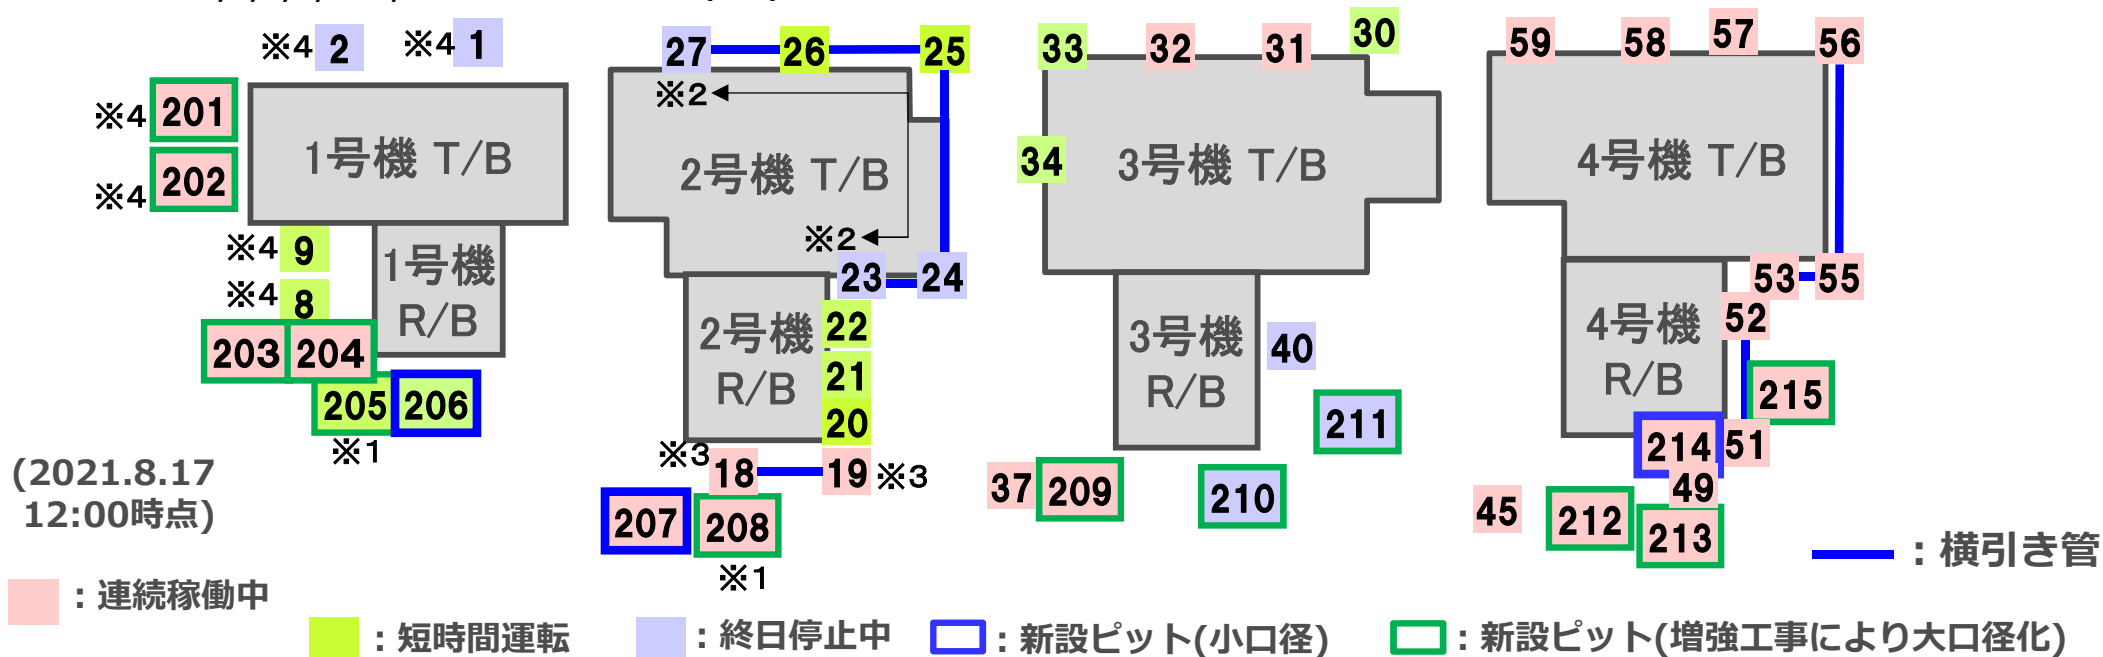 ※4 2 ※4 1
27 26 25
33 32 31 30
59 58 57 56
※4 201
※4 202
1号機 T/B
※2
2号機 T/B
※2
34
3号機 T/B
4号機 T/B
※4 9
※4 8
1号機
R/B
23 24
53 55
203 204
205 206
※1
2号機
R/B
22
21
20
3号機
R/B
40
211
4号機
R/B
52
215
214 51
49
※3 18 19 ※3
207 208
※1
37 209 210
45 212 213
(2021.8.17
12:00時点)
：横引き管
：連続稼働中
：短時間運転
：終日停止中
：新設ピット(小口径)
：新設ピット(増強工事により大口径化)